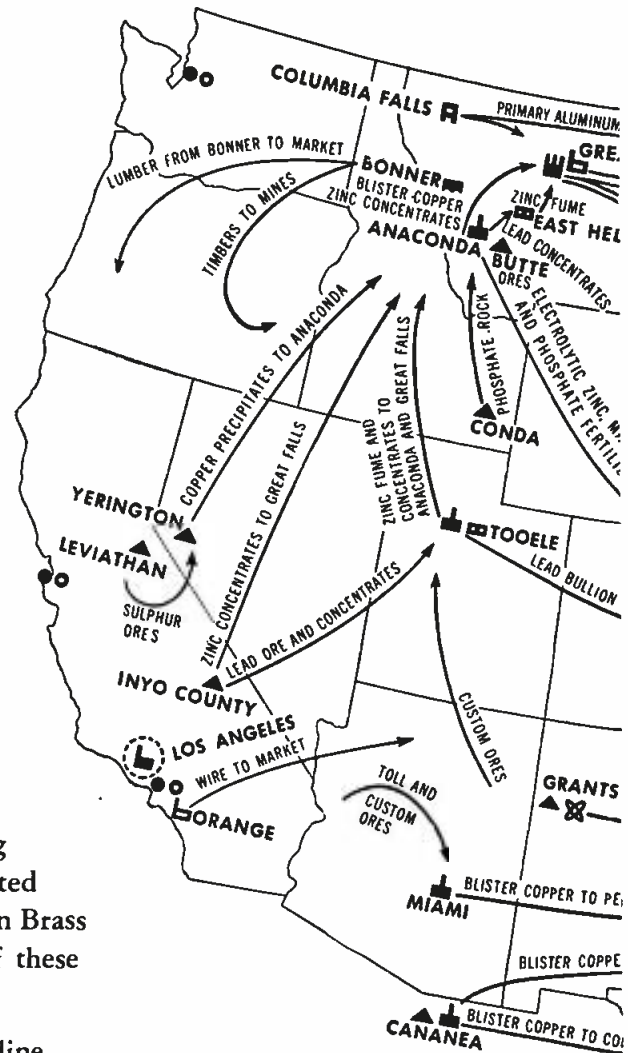 COLUMBIA FALLS
PRIMARY ALUMINUM
LUMBER FROM BONNER TO MARKET
BONNER
BLISTER COPPER
ZINC CONCENTRATES
TIMBERS TO MINES
ZINC FUME
EAST HEL
ANACONDA
LEAD CONCENTRATES
BUTTE
ORES
ELECTROLYTIC ZINC
AND PHOSPHATE
COPPER PRECIPITATES TO ANACONDA
PHOSPHATE ROCK
CONDA
ZINC FUME AND
CONCENTRATES TO
ANACONDA AND GREAT FALLS
ZINC CONCENTRATES TO GREAT FALLS
YERINGTON
LEVIATHAN
SULPHUR
ORES
TOOELE
LEAD BULLION
LEAD ORE AND CONCENTRATES
INYO COUNTY
CUSTOM ORES
LOS ANGELES
WIRE TO MARKET
ORANGE
TOLL AND
CUSTOM
ORES
GRANTS
MIAMI
BLISTER COPPER TO
BLISTER COPPE
CANANEA
BLISTER COPPER TO
g
ted
n Brass
these
line